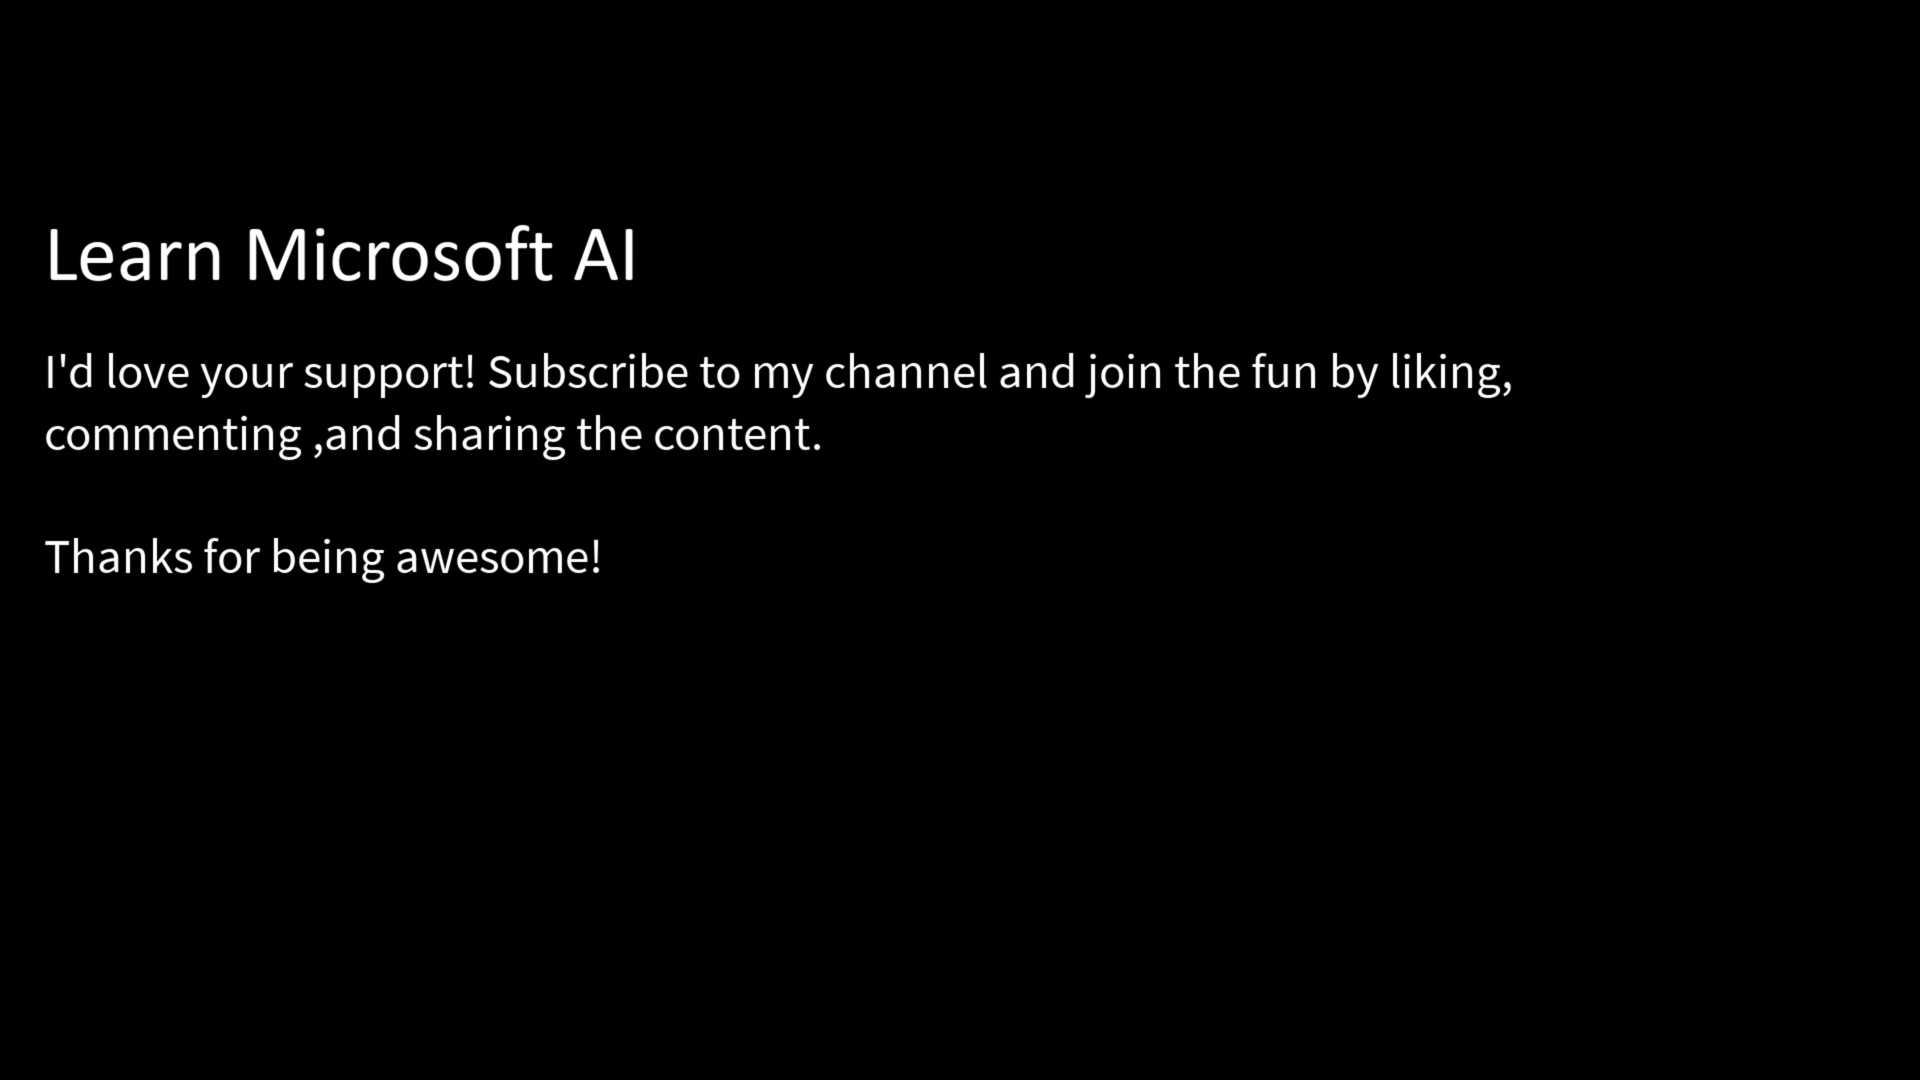 Learn Microsoft AI
I'd love your support! Subscribe to my channel and join the fun by liking,
commenting ,and sharing the content.
Thanks for being awesome!